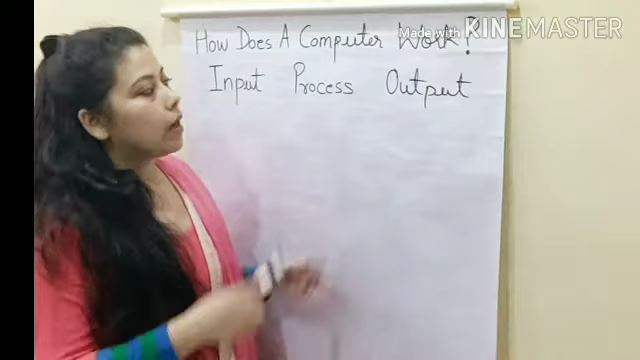 How Does A Computer Work?
Made with KINEMASTER
Input Process Output